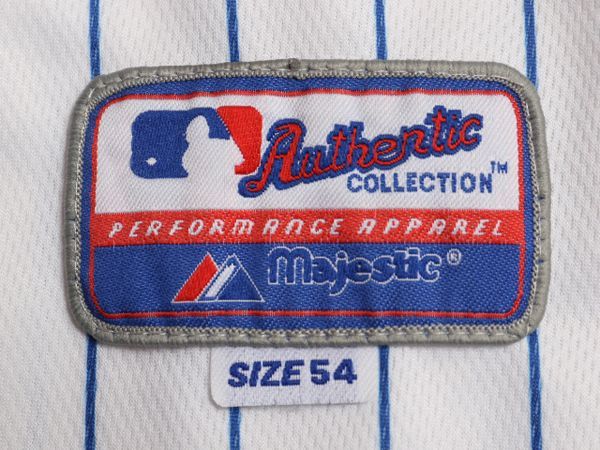 Authentic
COLLECTION™
PERFORMANCE APPAREL
Majestic®
SIZE 54